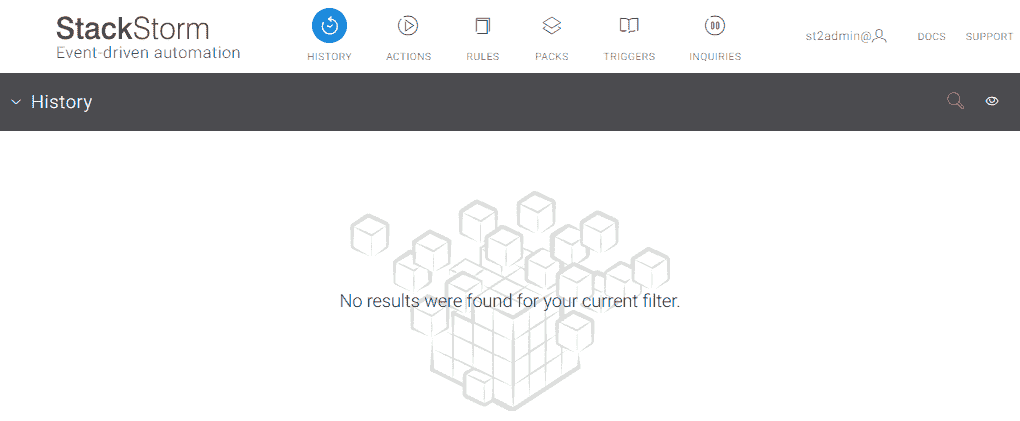 StackStorm
Event-driven automation
HISTORY
ACTIONS
RULES
PACKS
TRIGGERS
INQUIRIES
st2admin@
DOCS
SUPPORT
History
No results were found for your current filter.